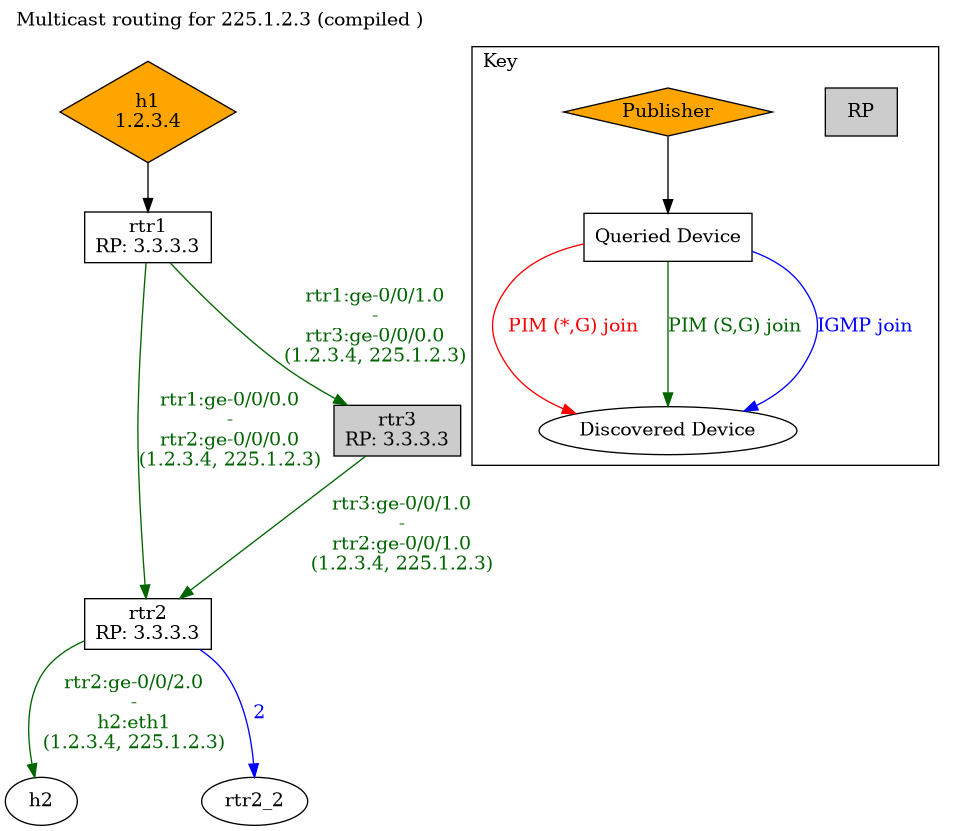 Multicast routing for 225.1.2.3 (compiled )
h1
1.2.3.4
rtr1
RP: 3.3.3.3
rtr1:ge-0/0/1.0
-
rtr3:ge-0/0/0.0
(1.2.3.4, 225.1.2.3)
rtr1:ge-0/0/0.0
-
rtr2:ge-0/0/0.0
(1.2.3.4, 225.1.2.3)
rtr3
RP: 3.3.3.3
rtr3:ge-0/0/1.0
-
rtr2:ge-0/0/1.0
(1.2.3.4, 225.1.2.3)
rtr2
RP: 3.3.3.3
rtr2:ge-0/0/2.0
-
h2:eth1
(1.2.3.4, 225.1.2.3)
2
h2
rtr2_2
Key
Publisher
RP
Queried Device
PIM (*,G) join
PIM (S,G) join
IGMP join
Discovered Device